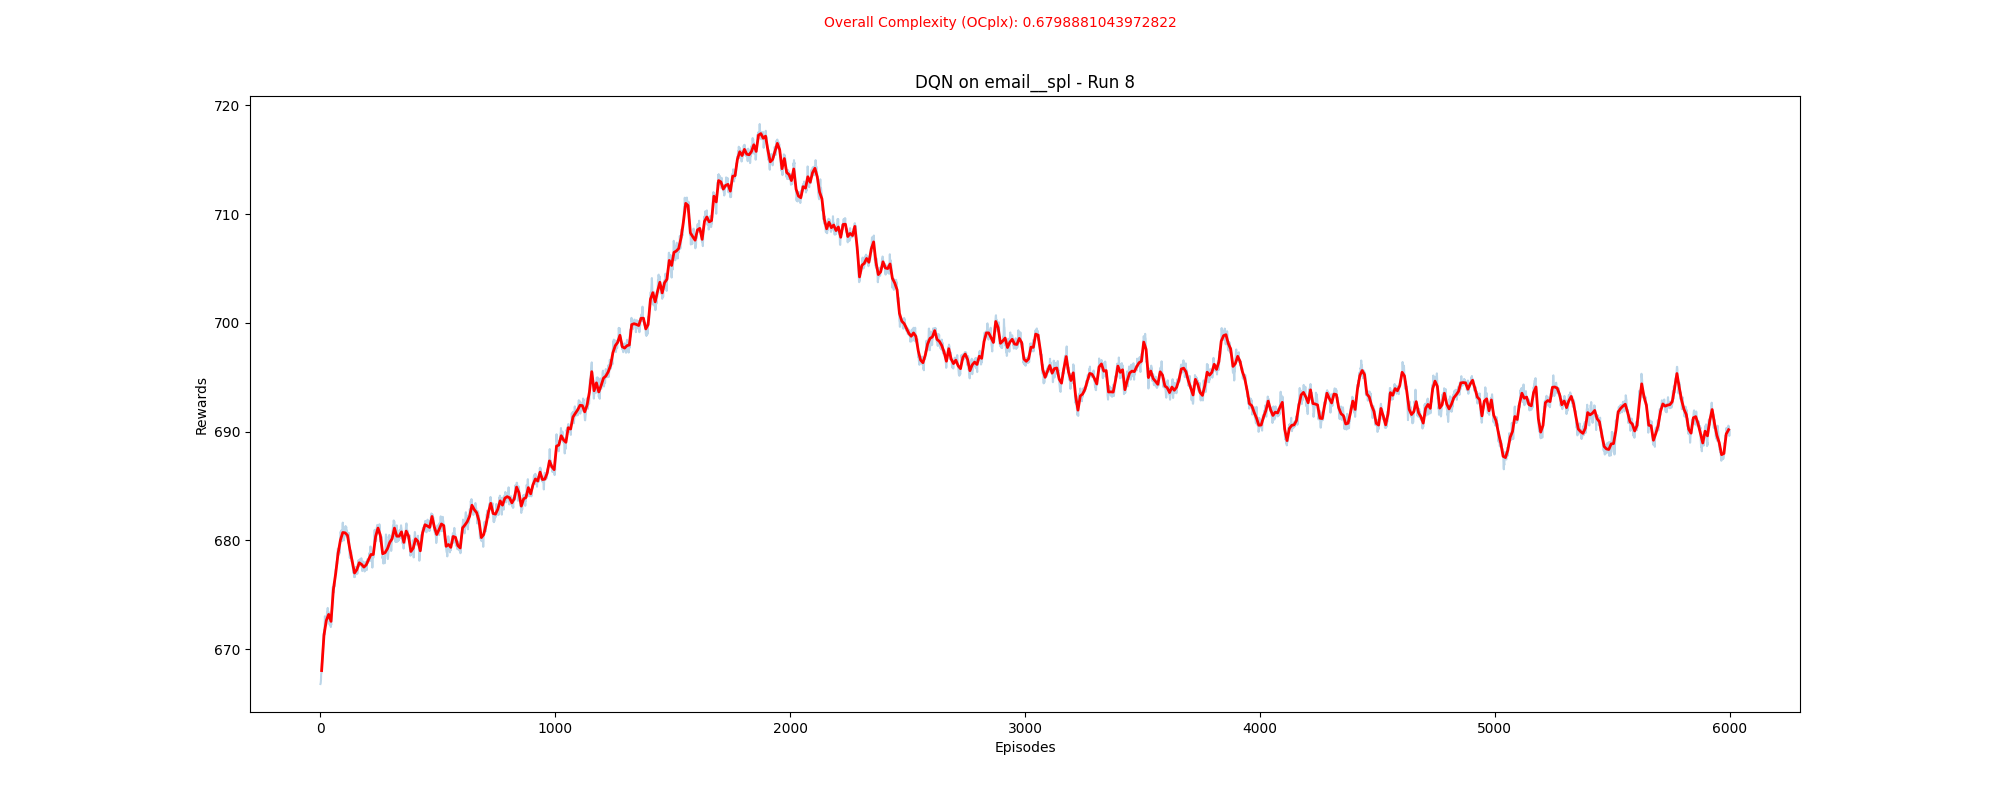 Overall Complexity (OCplx): 0.6798881043972822
DQN on email__spl - Run 8
720
710
700
690
680
670
Rewards
0 1000 2000 3000 4000 5000 6000
Episodes